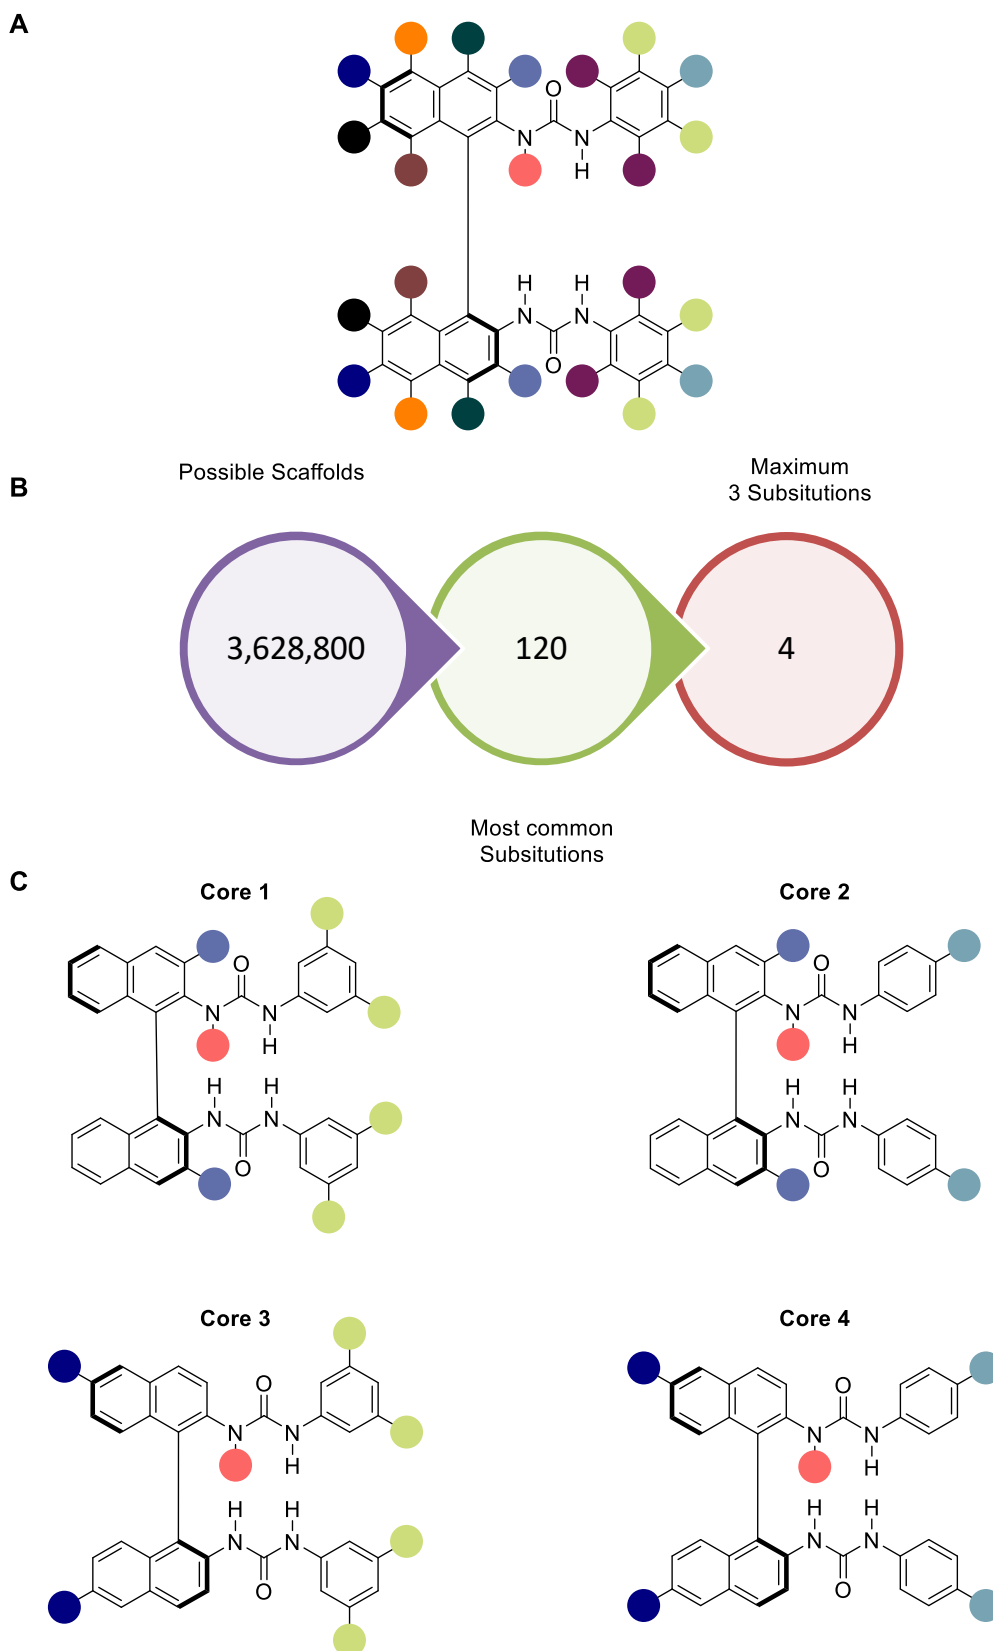 A
O
N
N
H
H
H
N
N
O
Possible Scaffolds
Maximum
3 Subsitutions
B
3,628,800
120
4
Most common
Subsitutions
C
Core 1
Core 2
O
N
N
H
H
H
N
N
O
O
N
N
H
H
H
N
N
O
Core 3
Core 4
O
N
N
H
H
H
N
N
O
O
N
N
H
H
H
N
N
O